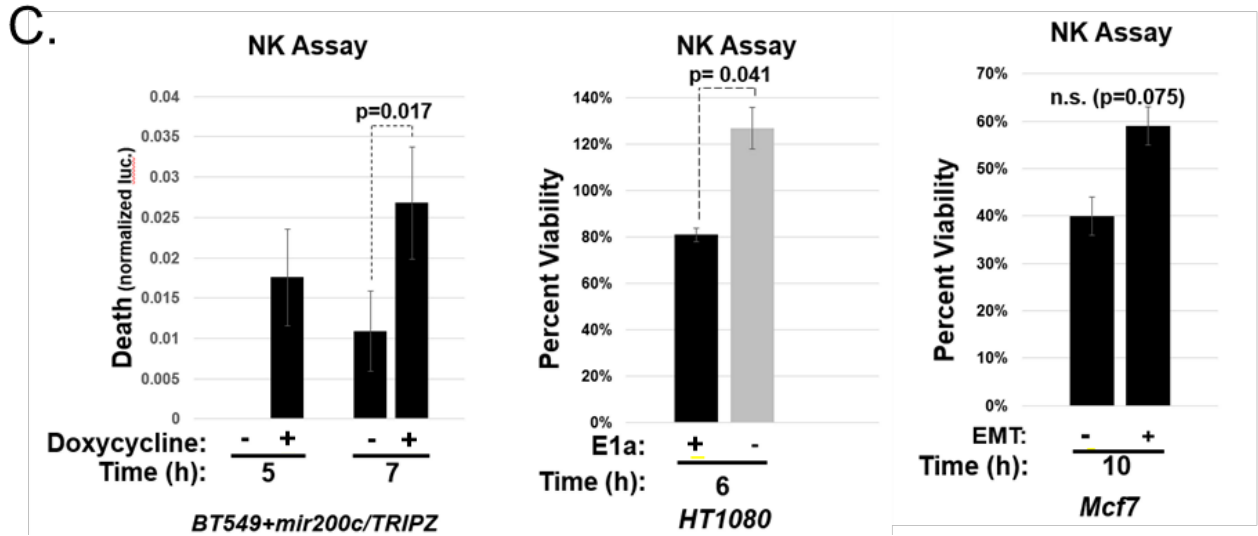 C.
NK Assay
0.04
0.035
0.03
0.025
0.02
0.015
0.01
0.005
0
Death (normalized luc.)
p=0.017
Doxycycline: - + - +
Time (h): 5 7
BT549+mir200c/TRIPZ
NK Assay
p= 0.041
140%
120%
100%
80%
60%
40%
20%
0%
Percent Viability
E1a: + -
Time (h): 6
HT1080
NK Assay
70%
60%
50%
40%
30%
20%
10%
0%
n.s. (p=0.075)
Percent Viability
EMT: - +
Time (h): 10
Mcf7